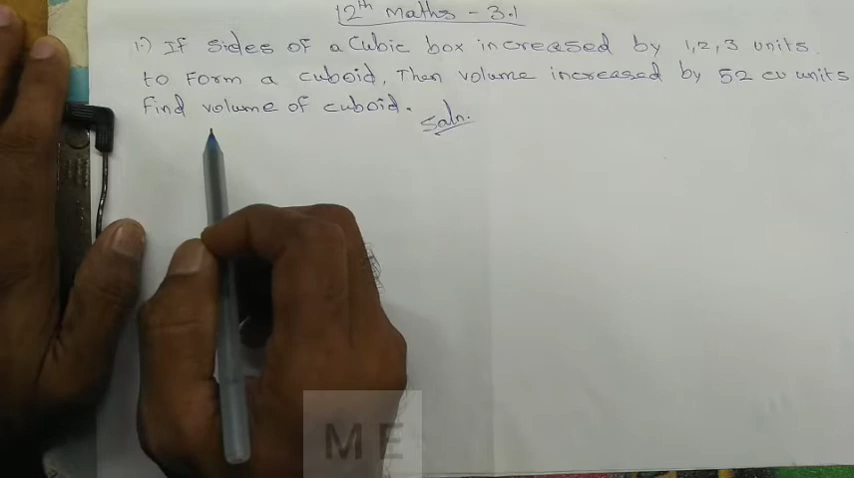 12th Maths - 3.1
1.) If sides of a cubic box increased by 1, 2, 3 units
to form a cuboid, Then volume increased by 52 cu units
Find volume of cuboid.
Soln.
ME